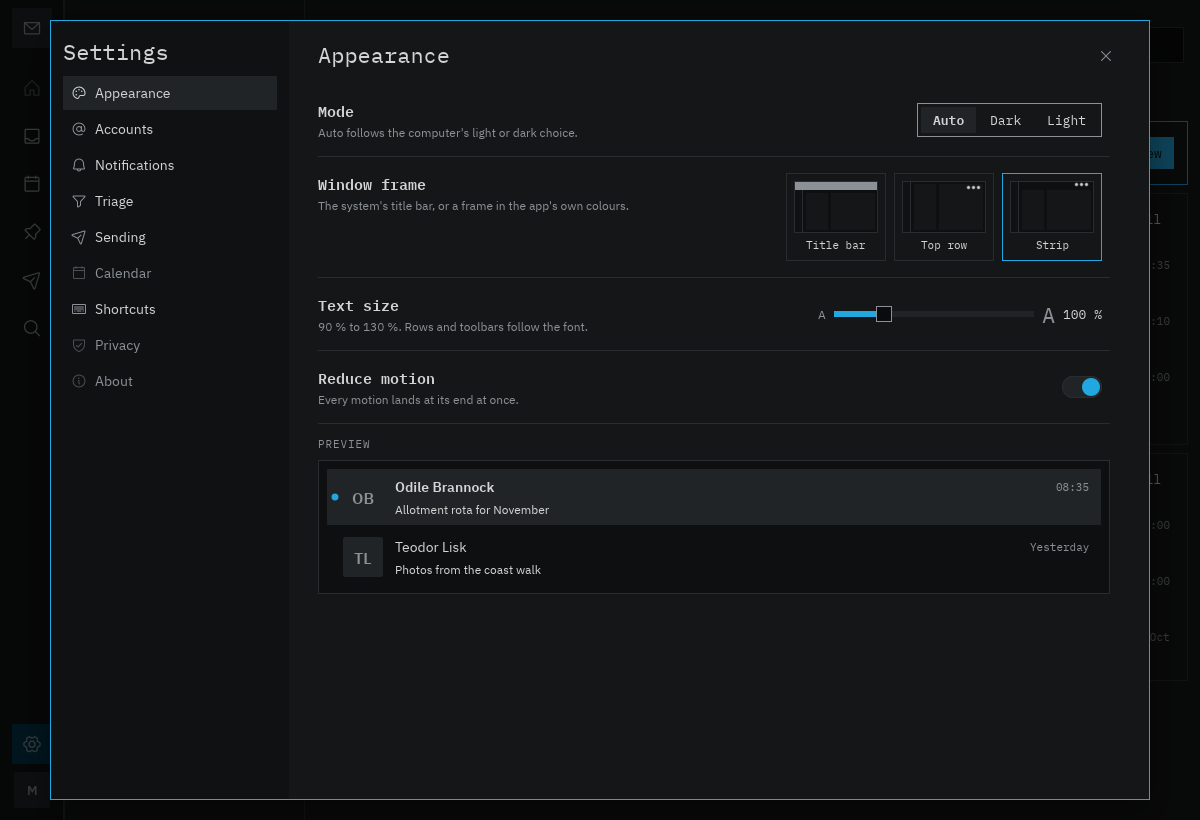 Settings
Appearance
Accounts
Notifications
Triage
Sending
Calendar
Shortcuts
Privacy
About
M
Appearance
Mode
Auto follows the computer's light or dark choice.
Auto Dark Light
Window frame
The system's title bar, or a frame in the app's own colours.
Title bar Top row Strip
Text size
90 % to 130 %. Rows and toolbars follow the font.
A A 100 %
Reduce motion
Every motion lands at its end at once.
PREVIEW
OB Odile Brannock 08:35
Allotment rota for November
TL Teodor Lisk Yesterday
Photos from the coast walk